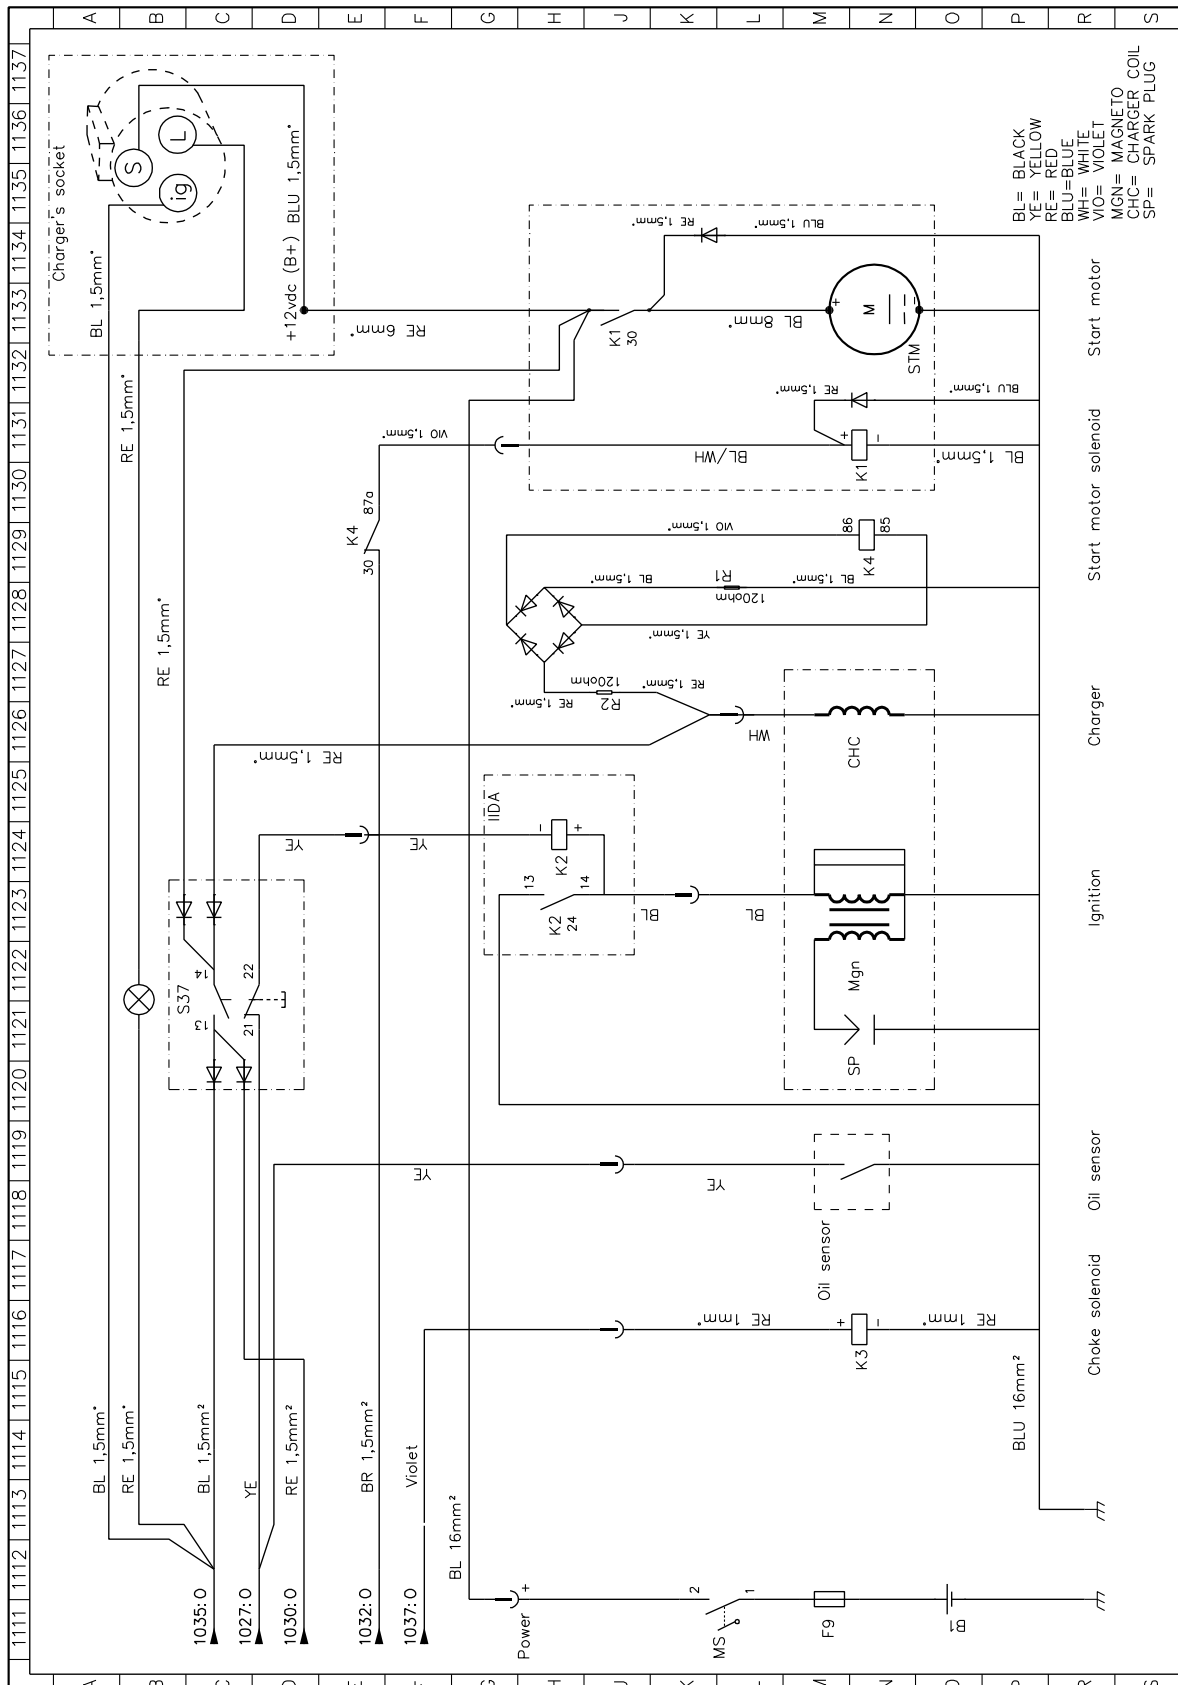 A B C D E F G H J K L M N O P R S
1137
1136
1135
1134
1133
1132
1131
1130
1129
1128
1127
1126
1125
1124
1123
1122
1121
1120
1119
1118
1117
1116
1115
1114
1113
1112
1111
Charger's socket
S
L
ig
BL 1,5mm²
+12vdc (B+) BLU 1,5mm²
RE 6mm²
RE 1,5mm²
RE 1,5mm²
BL= BLACK
YE= YELLOW
RE= RED
BLU=BLUE
WH= WHITE
VIO= VIOLET
MGN= MAGNETO
CHC= CHARGER COIL
SP= SPARK PLUG
RE 1,5mm²
BLU 1,5mm²
K1
30
BL 8mm²
+
M
-
STM
Start motor
RE 1,5mm²
BLU 1,5mm²
VIO 1,5mm²
BL/WH
+
-
K1
BL 1,5mm²
Start motor solenoid
87a
K4
30
VIO 1,5mm²
86
85
K4
BL 1,5mm²
R1
120ohm
BL 1,5mm²
YE 1,5mm²
RE 1,5mm²
R2
120ohm
RE 1,5mm²
RE 1,5mm²
WH
CHC
Charger
IIDA
YE
YE
-
+
K2
13
14
K2
24
BL
BL
Mgn
SP
Ignition
S37
14
13
22
21
YE
YE
Oil sensor
Oil sensor
RE 1mm²
+
-
K3
RE 1mm²
Choke solenoid
BL 1,5mm²
RE 1,5mm²
BL 1,5mm²
YE
RE 1,5mm²
BR 1,5mm²
Violet
BL 16mm²
BLU 16mm²
1035:O
1027:O
1030:O
1032:O
1037:O
Power
+
MS
2
1
F9
B1
A B C D E F G H J K L M N O P R S